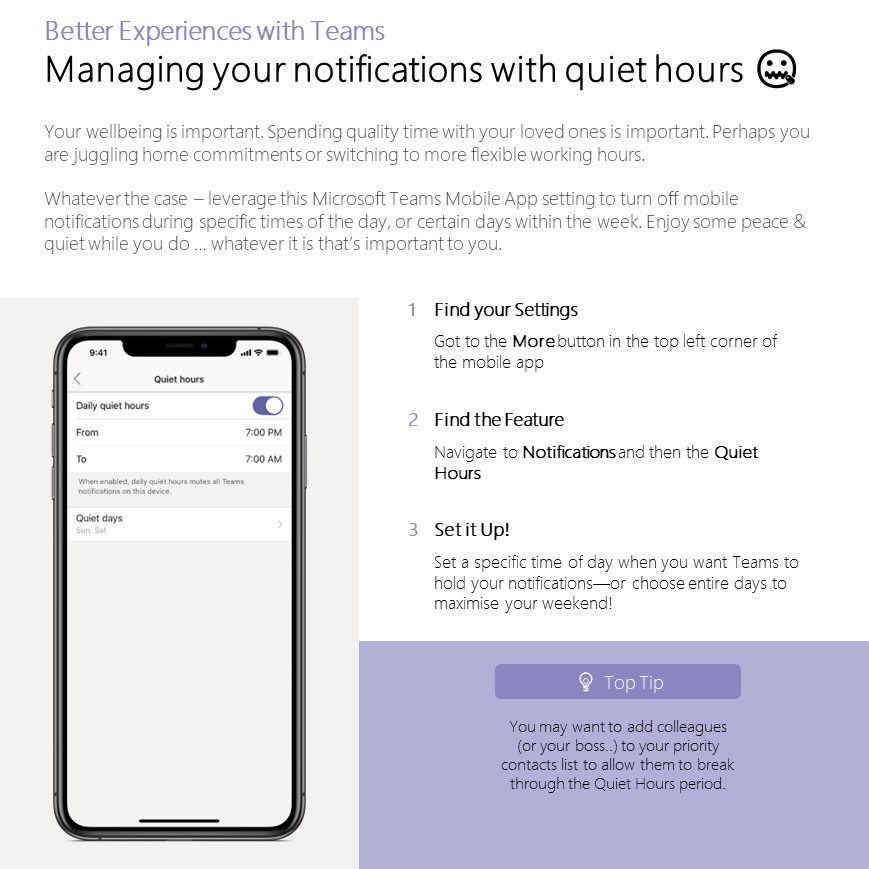 Better Experiences with Teams
Managing your notifications with quiet hours
Your wellbeing is important. Spending quality time with your loved ones is important. Perhaps you
are juggling home commitments or switching to more flexible working hours.
Whatever the case – leverage this Microsoft Teams Mobile App setting to turn off mobile
notifications during specific times of the day, or certain days within the week. Enjoy some peace &
quiet while you do ... whatever it is that's important to you.
9:41
Quiet hours
Daily quiet hours
From 7:00 PM
To 7:00 AM
When enabled, daily quiet hours mutes all Teams
notifications on this device.
Quiet days
Sun, Sat
1 Find your Settings
Got to the More button in the top left corner of
the mobile app
2 Find the Feature
Navigate to Notifications and then the Quiet
Hours
3 Set it Up!
Set a specific time of day when you want Teams to
hold your notifications—or choose entire days to
maximise your weekend!
Top Tip
You may want to add colleagues
(or your boss..) to your priority
contacts list to allow them to break
through the Quiet Hours period.